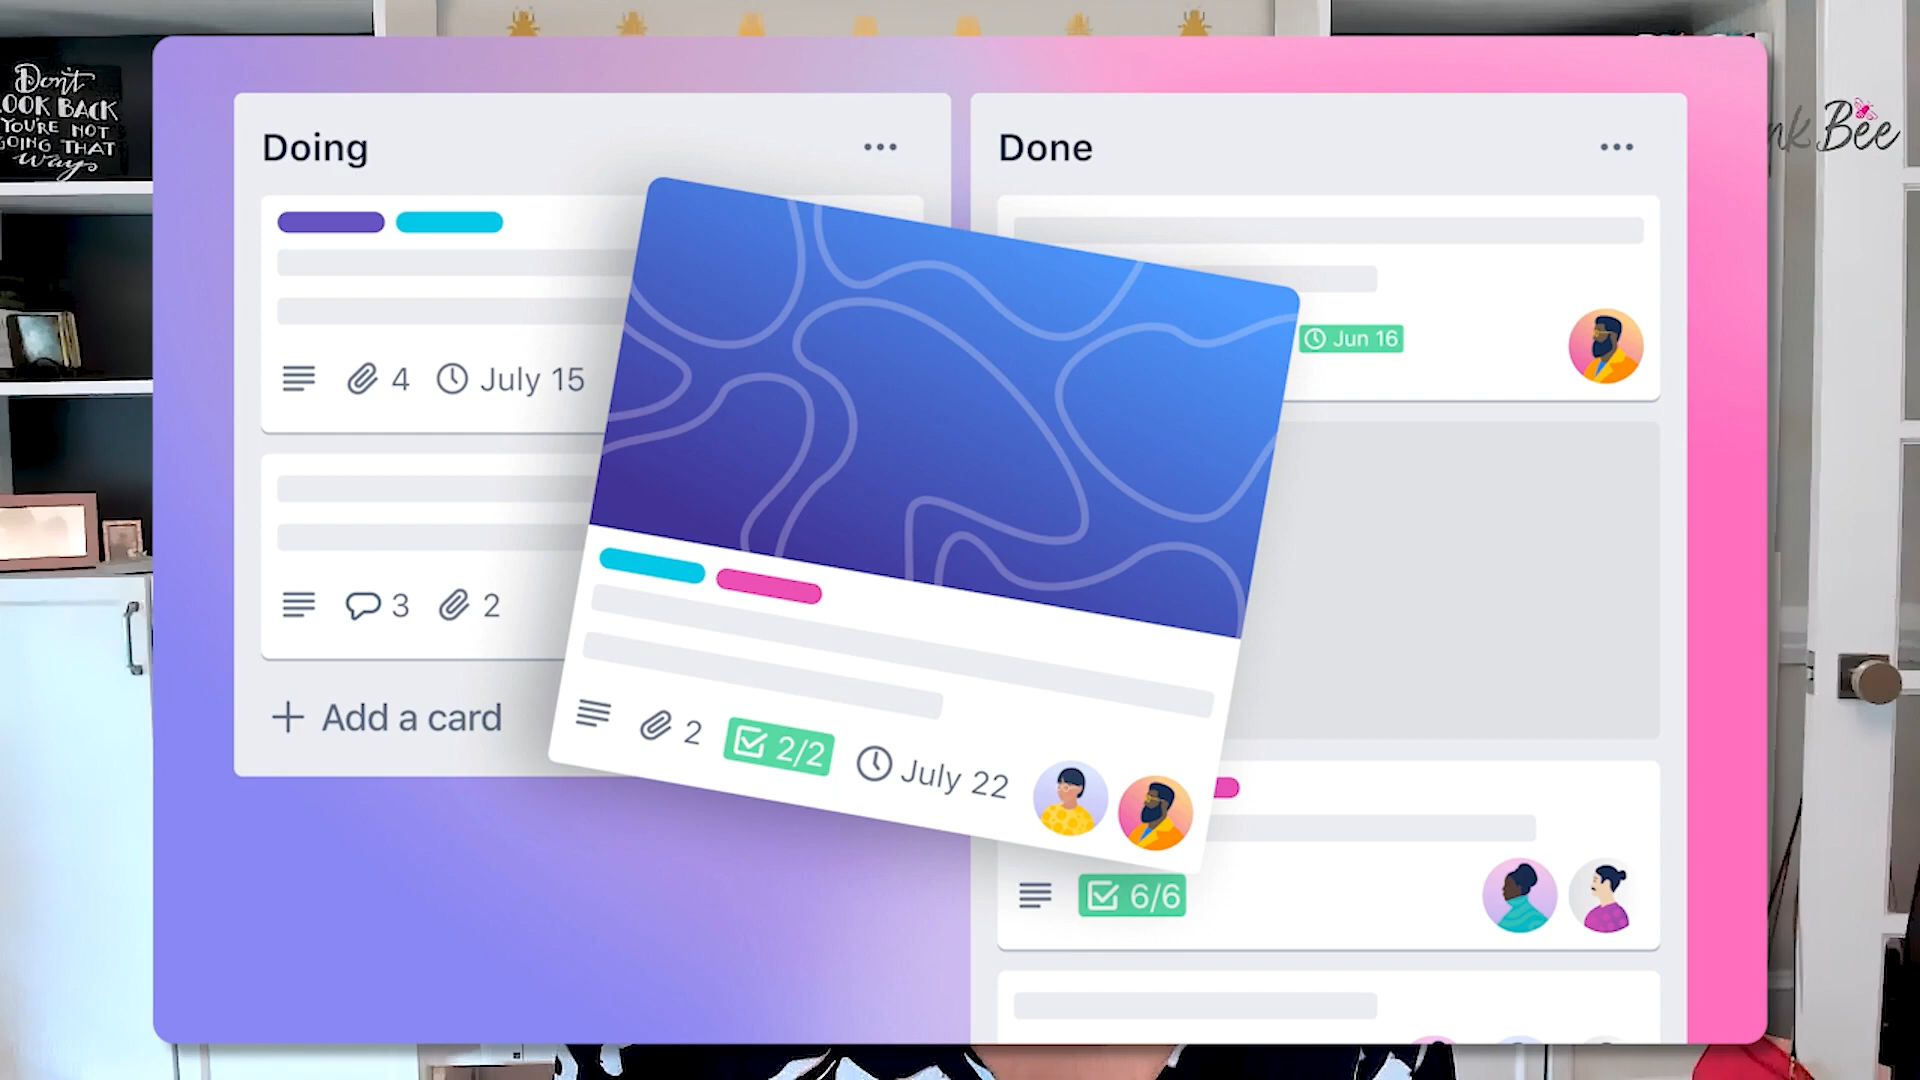 Don't
LOOK BACK
YOU'RE NOT
GOING THAT
way
Bee
Doing
4
July 15
3
2
+ Add a card
2
2/2
July 22
Done
Jun 16
6/6